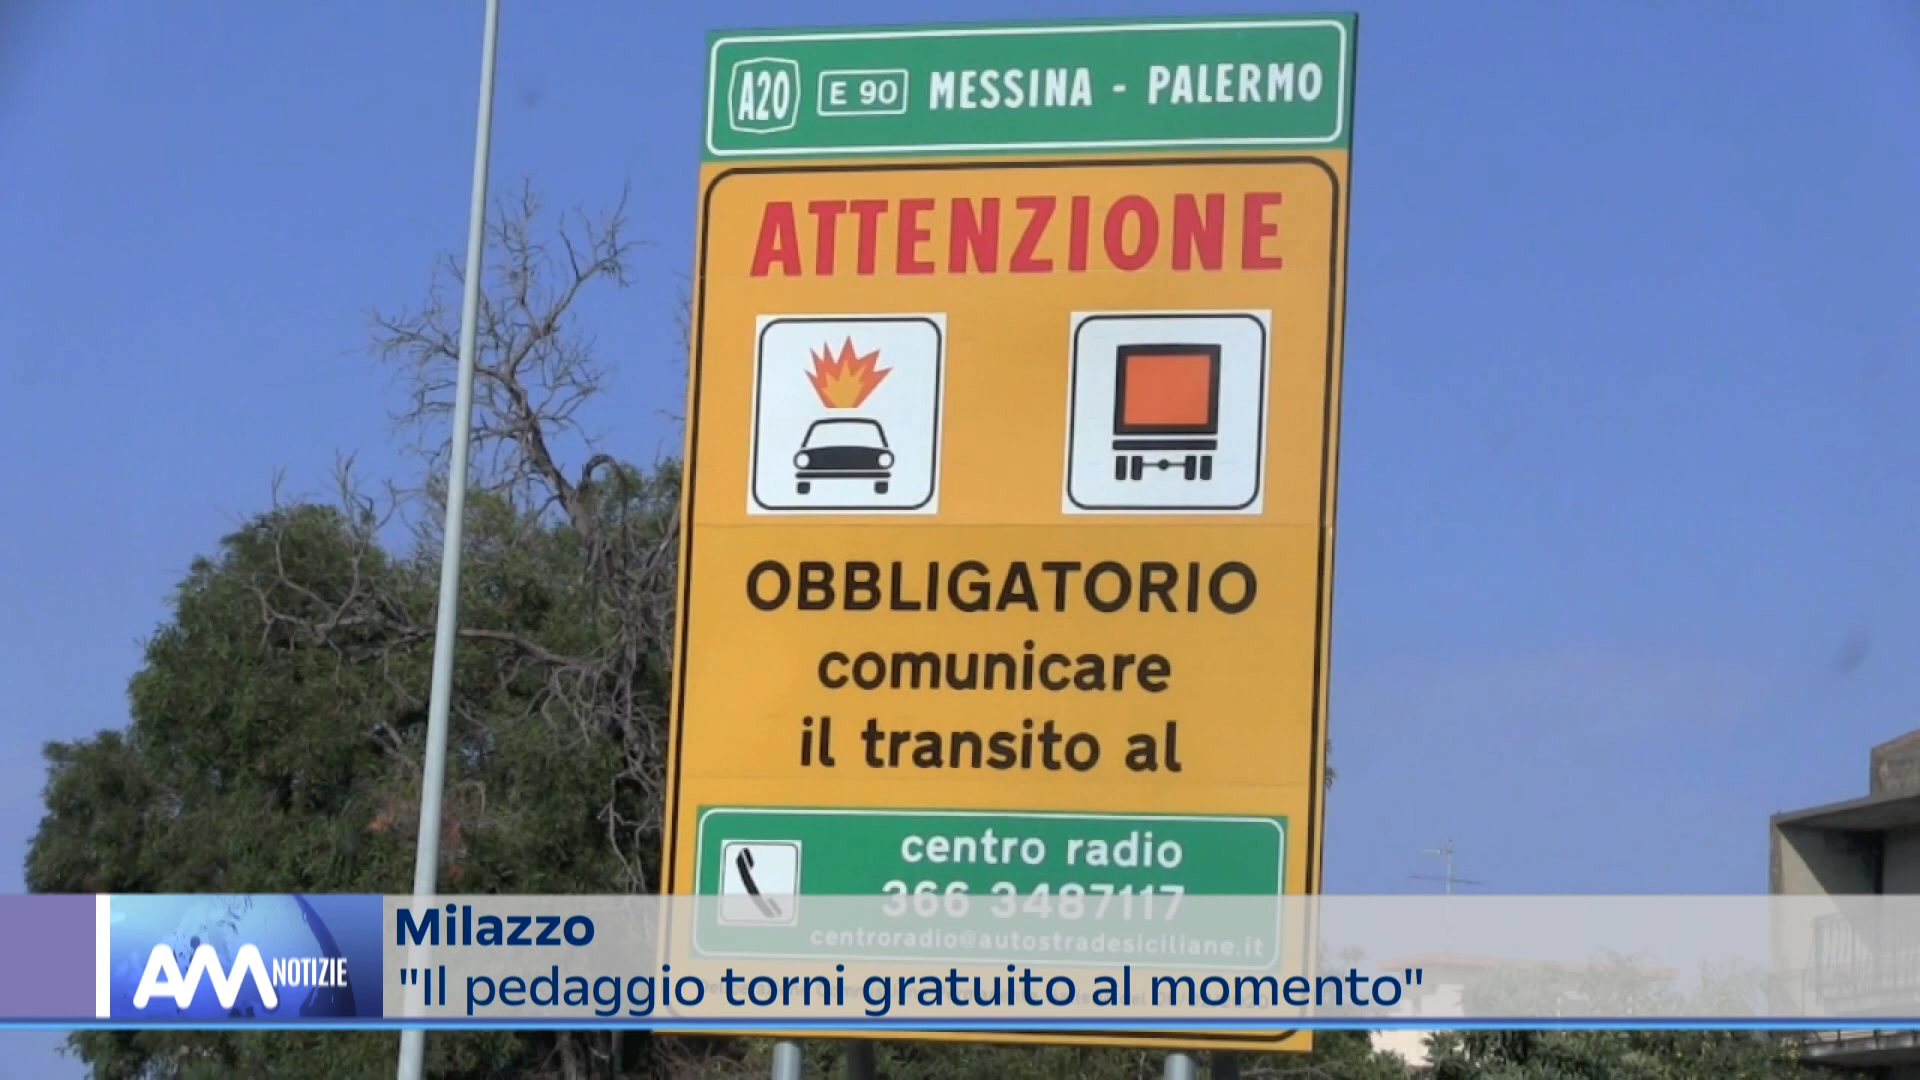 A20 E 90 MESSINA - PALERMO
ATTENZIONE
OBBLIGATORIO
comunicare
il transito al
centro radio
366 3487117
centroradio@autostradesiciliane.it
AM NOTIZIE
Milazzo
"Il pedaggio torni gratuito al momento"